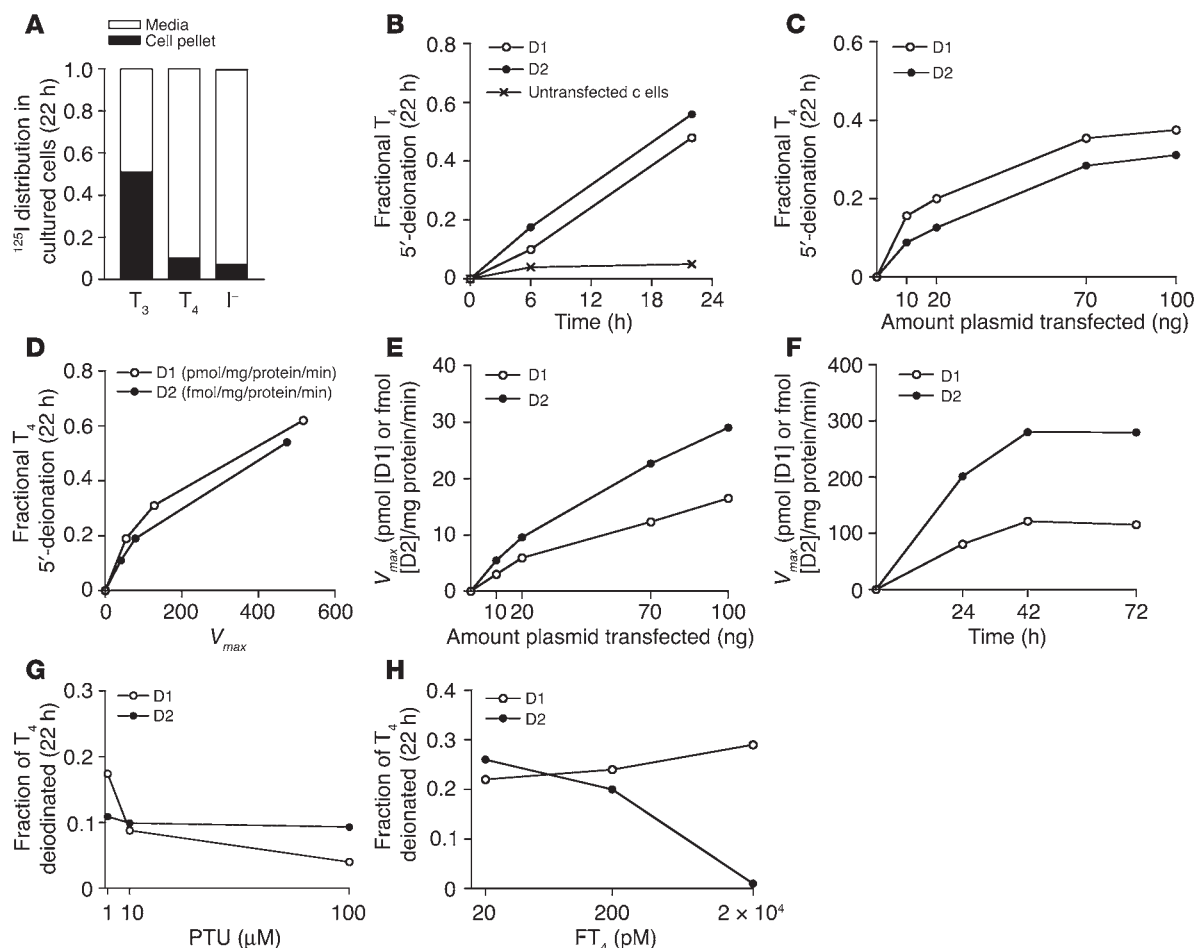 A
Media
Cell pellet
¹²⁵I distribution in
cultured cells (22 h)
1.0
0.8
0.6
0.4
0.2
0
T₃ T₄ I⁻
B
D1
D2
Untransfected c ells
Fractional T₄
5′-deionation (22 h)
0.8
0.6
0.4
0.2
0
0 6 12 18 24
Time (h)
C
D1
D2
Fractional T₄
5′-deionation (22 h)
0.6
0.4
0.2
0
10 20 70 100
Amount plasmid transfected (ng)
D
D1 (pmol/mg/protein/min)
D2 (fmol/mg/protein/min)
Fractional T₄
5′-deionation (22 h)
0.8
0.6
0.4
0.2
0
0 200 400 600
Vmax
E
D1
D2
Vmax (pmol [D1] or fmol
[D2]/mg protein/min)
40
30
20
10
0
10 20 70 100
Amount plasmid transfected (ng)
F
D1
D2
Vmax (pmol [D1] or fmol
[D2]/mg protein/min)
400
300
200
100
0
24 42 72
Time (h)
G
D1
D2
Fraction of T₄
deiodinated (22 h)
0.3
0.2
0.1
0
1 10 100
PTU (μM)
H
D1
D2
Fraction of T₄
deionated (22 h)
0.4
0.3
0.2
0.1
0
20 200 2 × 10⁴
FT₄ (pM)